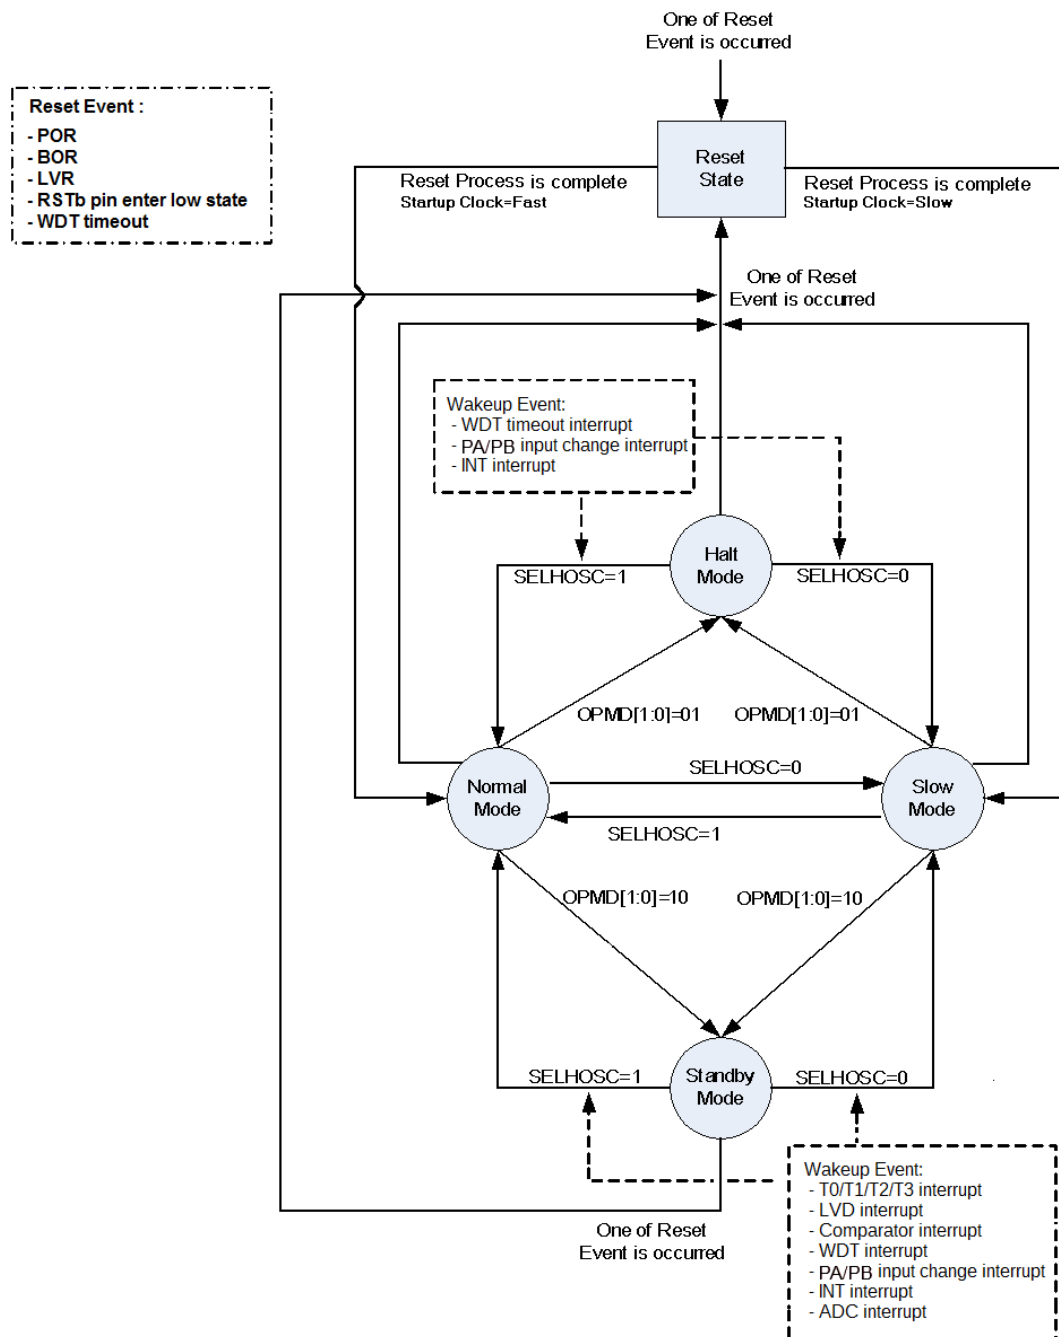 One of Reset
Event is occurred
Reset Event :
- POR
- BOR
- LVR
- RSTb pin enter low state
- WDT timeout
Reset
State
Reset Process is complete
Startup Clock=Fast
Reset Process is complete
Startup Clock=Slow
One of Reset
Event is occurred
Wakeup Event:
- WDT timeout interrupt
- PA/PB input change interrupt
- INT interrupt
Halt
Mode
SELHOSC=1
SELHOSC=0
OPMD[1:0]=01
OPMD[1:0]=01
Normal
Mode
SELHOSC=0
SELHOSC=1
Slow
Mode
OPMD[1:0]=10
OPMD[1:0]=10
Standby
Mode
SELHOSC=1
SELHOSC=0
One of Reset
Event is occurred
Wakeup Event:
- T0/T1/T2/T3 interrupt
- LVD interrupt
- Comparator interrupt
- WDT interrupt
- PA/PB input change interrupt
- INT interrupt
- ADC interrupt